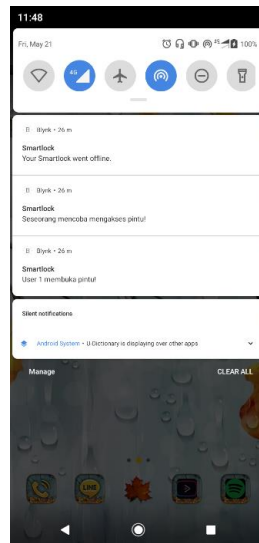 11:48
Fri, May 21
4G
100%
4G
Blynk • 26 m
Smartlock
Your Smartlock went offline.
Blynk • 26 m
Smartlock
Seseorang mencoba mengakses pintu!
Blynk • 26 m
Smartlock
User 1 membuka pintu!
Silent notifications
Android System • U-Dictionary is displaying over other apps
Manage
CLEAR ALL
LINE